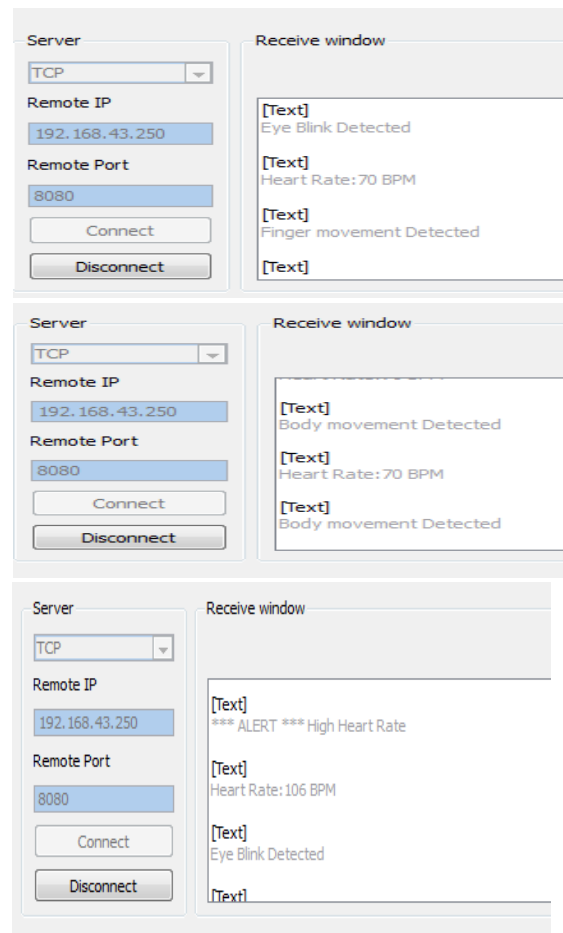 Server
TCP
Remote IP
192.168.43.250
Remote Port
8080
Connect
Disconnect
Receive window
[Text]
Eye Blink Detected
[Text]
Heart Rate:70 BPM
[Text]
Finger movement Detected
[Text]
Server
TCP
Remote IP
192.168.43.250
Remote Port
8080
Connect
Disconnect
Receive window
[Text]
Body movement Detected
[Text]
Heart Rate:70 BPM
[Text]
Body movement Detected
Server
TCP
Remote IP
192.168.43.250
Remote Port
8080
Connect
Disconnect
Receive window
[Text]
*** ALERT *** High Heart Rate
[Text]
Heart Rate:106 BPM
[Text]
Eye Blink Detected
[Text]